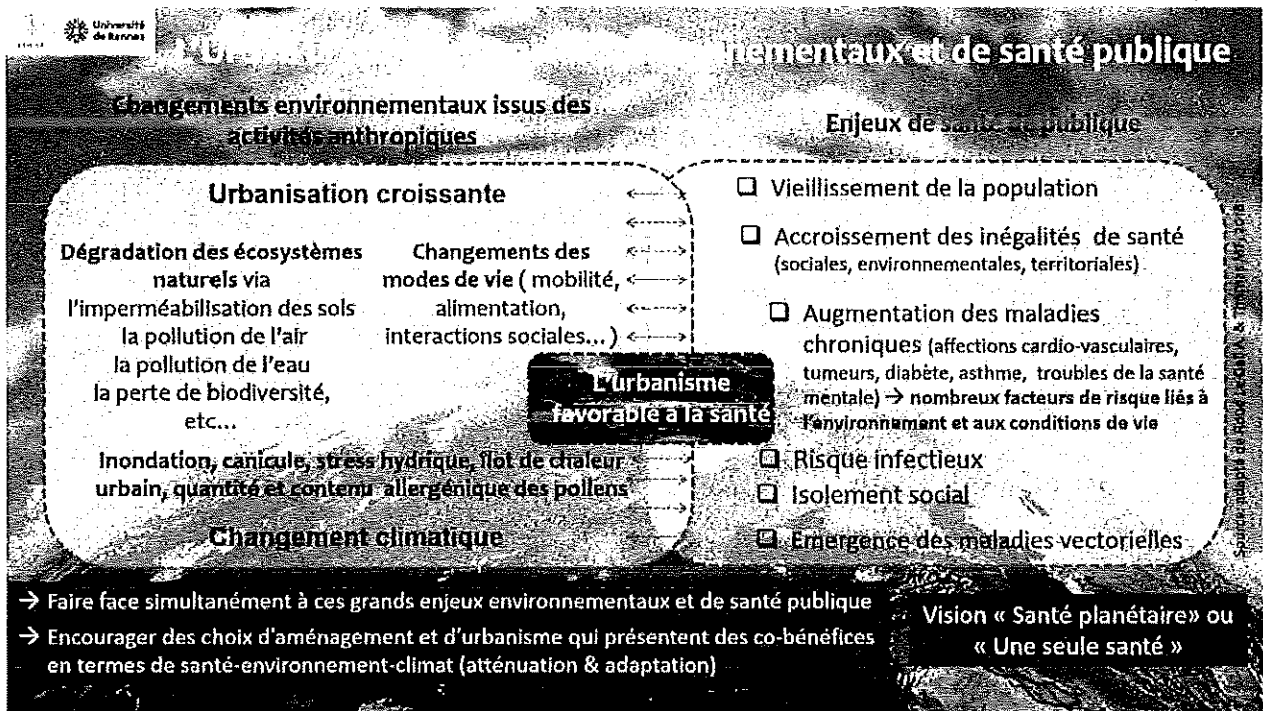 Université
de Rennes
L'Ur
nementaux et de santé publique
Changements environnementaux issus des
activités anthropiques
Enjeux de santé de publique
Urbanisation croissante
Dégradation des écosystèmes
naturels via
l'imperméabilisation des sols
la pollution de l'air
la pollution de l'eau
la perte de biodiversité,
etc...
Changements des
modes de vie ( mobilité,
alimentation,
interactions sociales... )
L'urbanisme
favorable à la santé
Inondation, canicule, stress hydrique, îlot de chaleur
urbain, quantité et contenu allergénique des pollens
Changement climatique
❑ Vieillissement de la population
❑ Accroissement des inégalités de santé
(sociales, environnementales, territoriales)
❑ Augmentation des maladies
chroniques (affections cardio-vasculaires,
tumeurs, diabète, asthme, troubles de la santé
mentale) → nombreux facteurs de risque liés à
l'environnement et aux conditions de vie
❑ Risque infectieux
❑ Isolement social
❑ Emergence des maladies vectorielles
→ Faire face simultanément à ces grands enjeux environnementaux et de santé publique
→ Encourager des choix d'aménagement et d'urbanisme qui présentent des co-bénéfices
en termes de santé-environnement-climat (atténuation & adaptation)
Vision « Santé planétaire» ou
« Une seule santé »